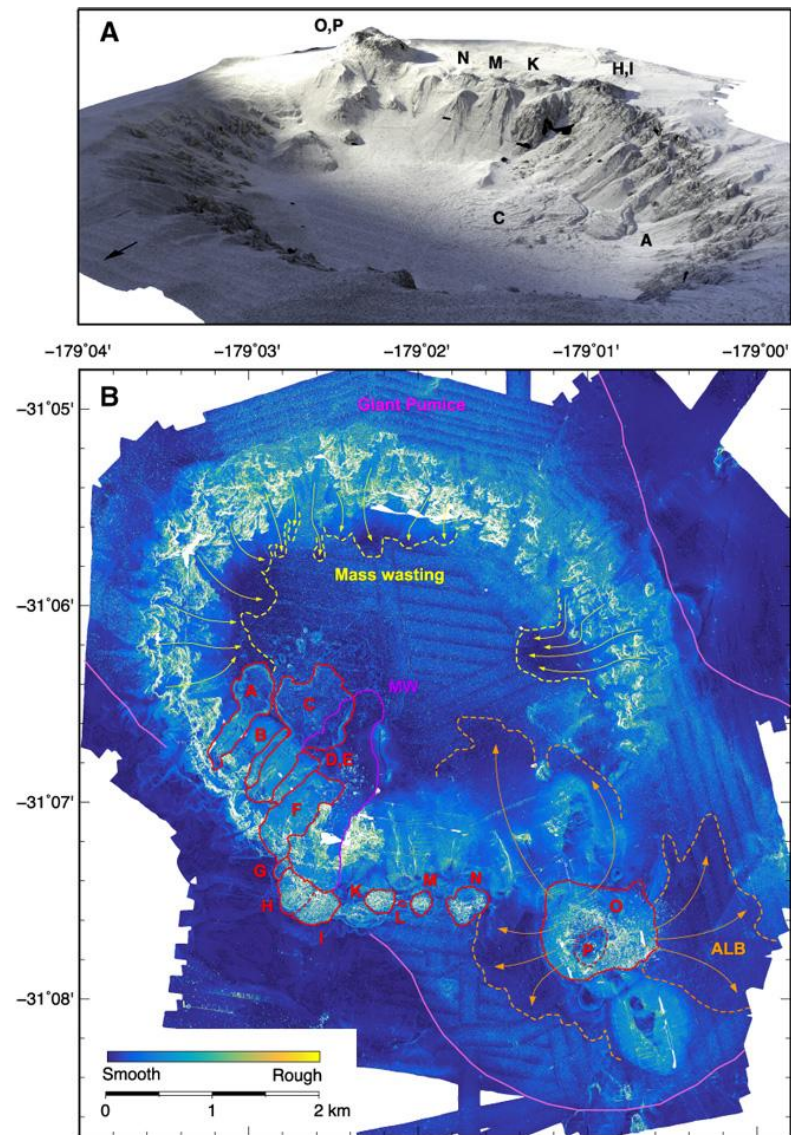 A
O,P
N M K H,I
C
A
−179°04' −179°03' −179°02' −179°01' −179°00'
B
−31°05'
Giant Pumice
Mass wasting
−31°06'
A
C
MW
B
D,E
−31°07'
F
G
K
M
N
H
L
I
O
P
ALB
−31°08'
Smooth Rough
0 1 2 km